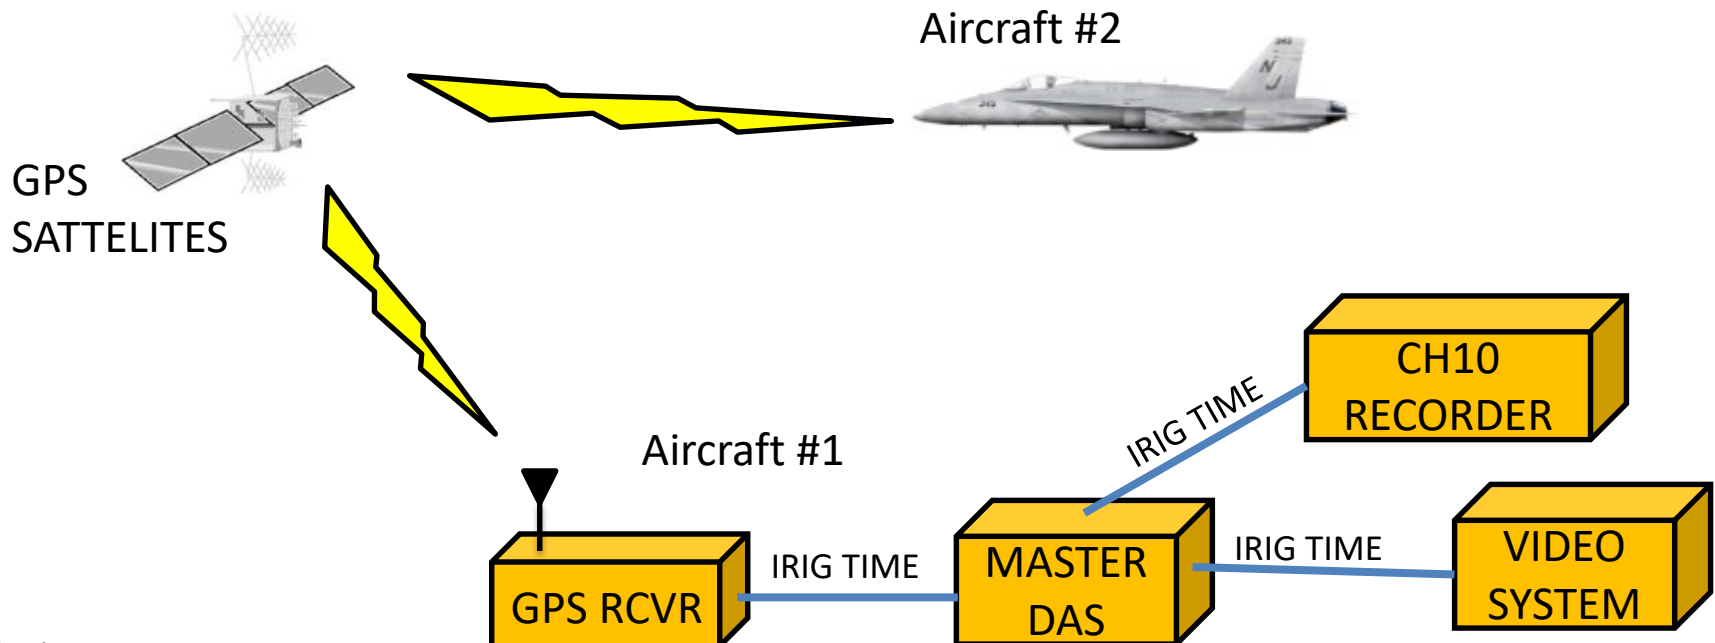 Aircraft #2
GPS
SATTELITES
CH10
RECORDER
IRIG TIME
Aircraft #1
GPS RCVR
IRIG TIME
MASTER
DAS
IRIG TIME
VIDEO
SYSTEM